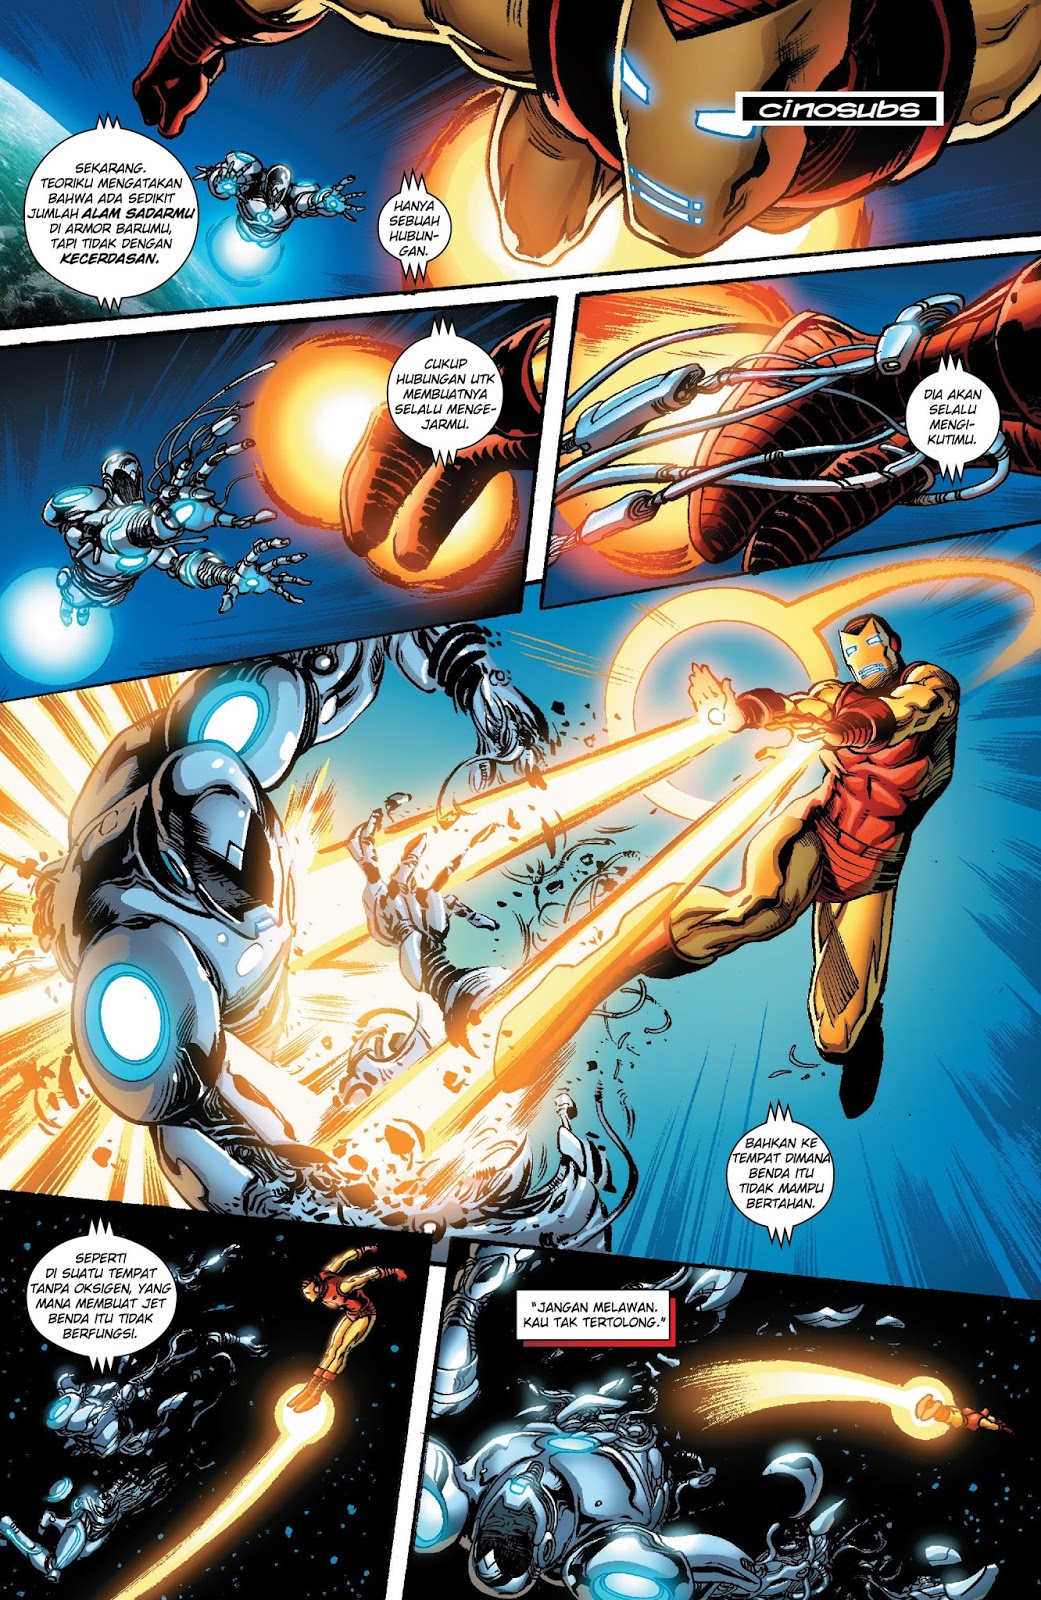 cinosubs
SEKARANG.
TEORIKU MENGATAKAN
BAHWA ADA SEDIKIT
JUMLAH ALAM SADARMU
DI ARMOR BARUMU,
TAPI TIDAK DENGAN
KECERDASAN.
HANYA
SEBUAH
HUBUN-
GAN.
CUKUP
HUBUNGAN UTK
MEMBUATNYA
SELALU MENGE-
JARMU.
DIA AKAN
SELALU
MENGI-
KUTIMU.
BAHKAN KE
TEMPAT DIMANA
BENDA ITU
TIDAK MAMPU
BERTAHAN.
SEPERTI
DI SUATU TEMPAT
TANPA OKSIGEN, YANG
MANA MEMBUAT JET
BENDA ITU TIDAK
BERFUNGSI.
"JANGAN MELAWAN.
KAU TAK TERTOLONG."